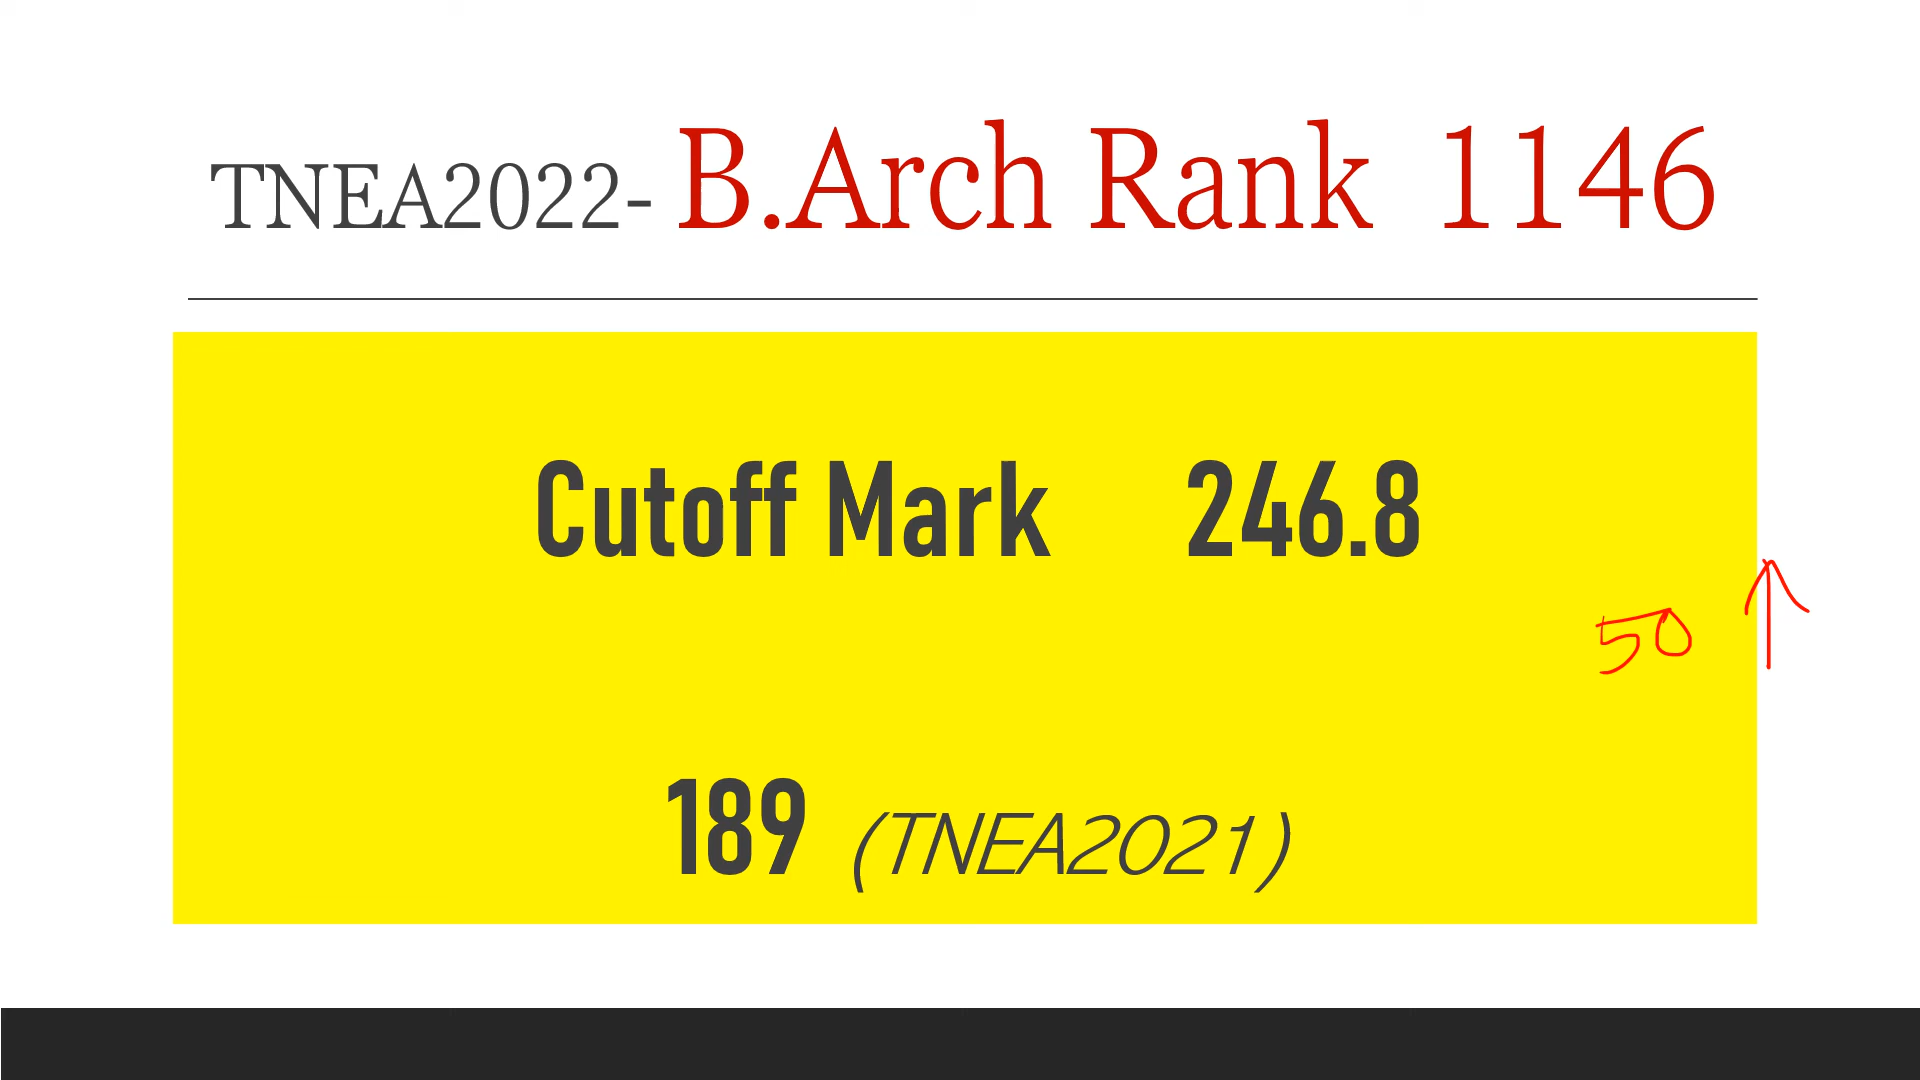 TNEA2022- B.Arch Rank 1146
Cutoff Mark 246.8
50 ↑
189 (TNEA2021)